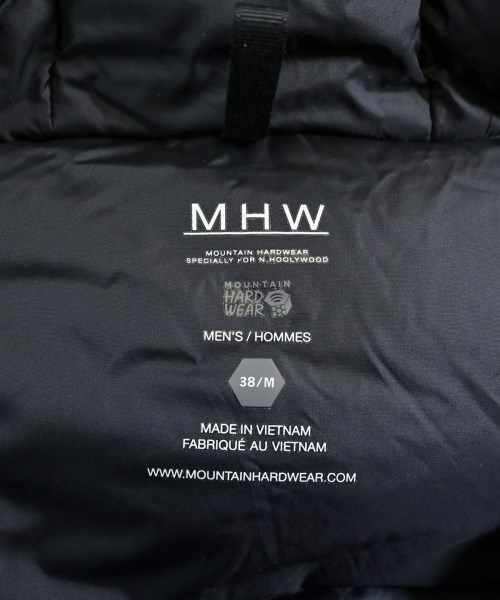 MHW
MOUNTAIN HARDWEAR
SPECIALLY FOR N.HOOLYWOOD
MOUNTAIN
HARD
WEAR
MEN'S / HOMMES
38/M
MADE IN VIETNAM
FABRIQUÉ AU VIETNAM
WWW.MOUNTAINHARDWEAR.COM